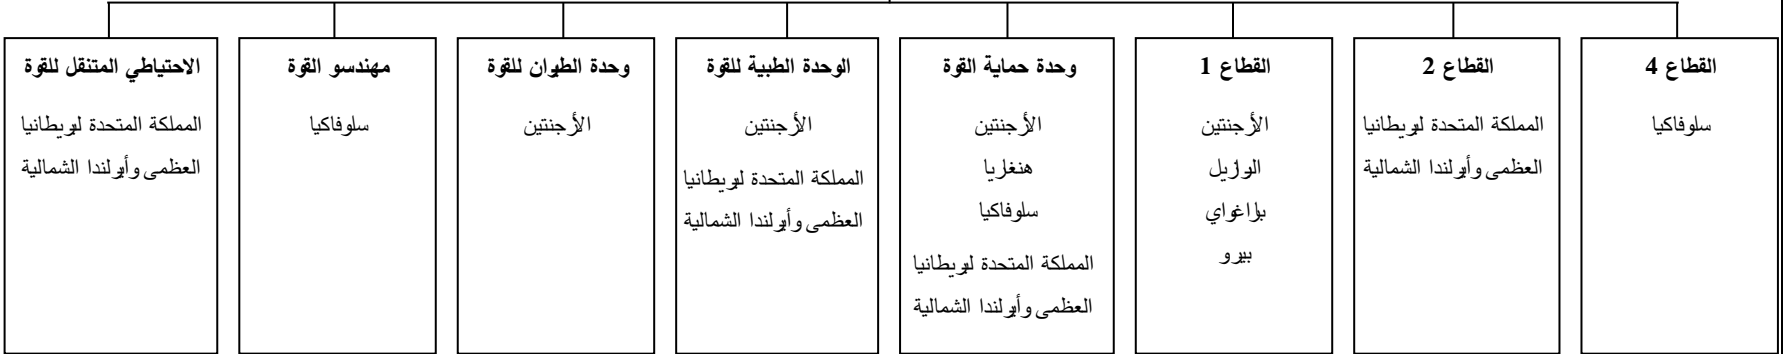 القطاع 4
سلوفاكيا
القطاع 2
المملكة المتحدة لبريطانيا
العظمى وأيرلندا الشمالية
القطاع 1
الأرجنتين
البرازيل
باراغواي
بيرو
وحدة حماية القوة
الأرجنتين
هنغاريا
سلوفاكيا
المملكة المتحدة لبريطانيا
العظمى وأيرلندا الشمالية
الوحدة الطبية للقوة
الأرجنتين
المملكة المتحدة لبريطانيا
العظمى وأيرلندا الشمالية
وحدة الطيران للقوة
الأرجنتين
مهندسو القوة
سلوفاكيا
الاحتياطي المتنقل للقوة
المملكة المتحدة لبريطانيا
العظمى وأيرلندا الشمالية